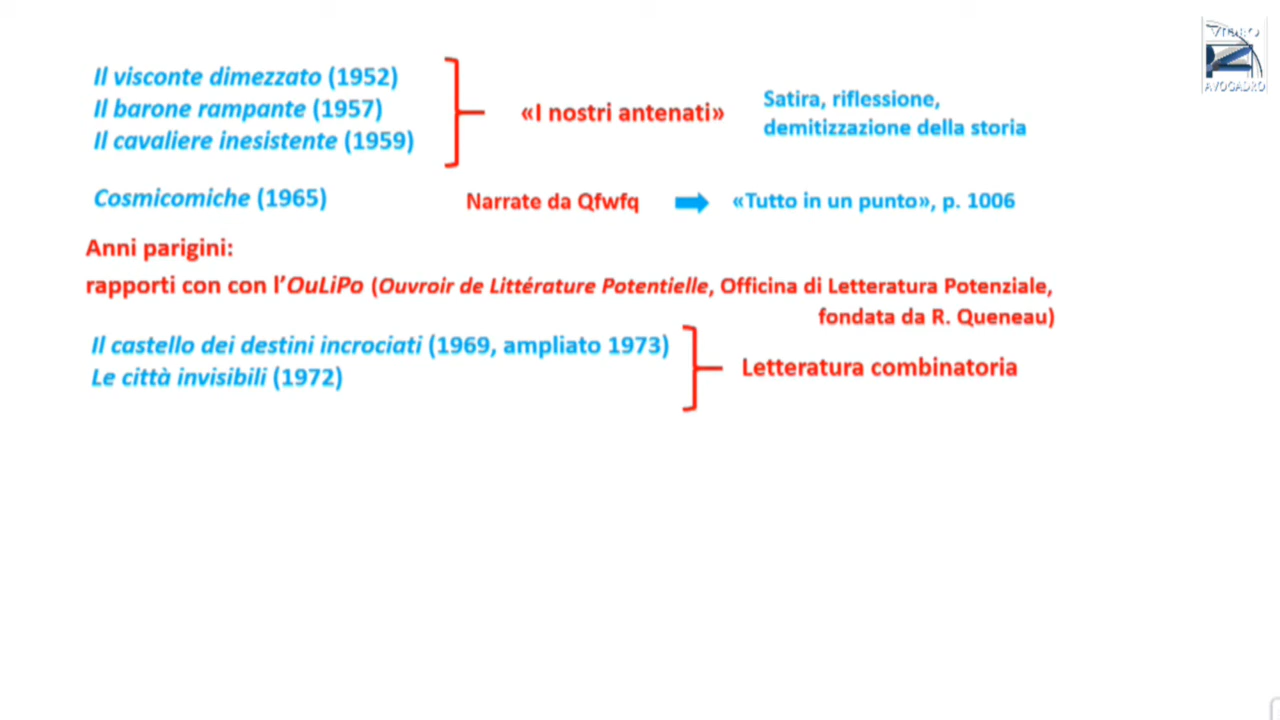 Il visconte dimezzato (1952)
Il barone rampante (1957)
Il cavaliere inesistente (1959)
«I nostri antenati»
Satira, riflessione,
demitizzazione della storia
Cosmicomiche (1965)
Narrate da Qfwfq
«Tutto in un punto», p. 1006
Anni parigini:
rapporti con con l'OuLiPo (Ouvroir de Littérature Potentielle, Officina di Letteratura Potenziale,
fondata da R. Queneau)
Il castello dei destini incrociati (1969, ampliato 1973)
Le città invisibili (1972)
Letteratura combinatoria
VIDEO
AVOGADRO